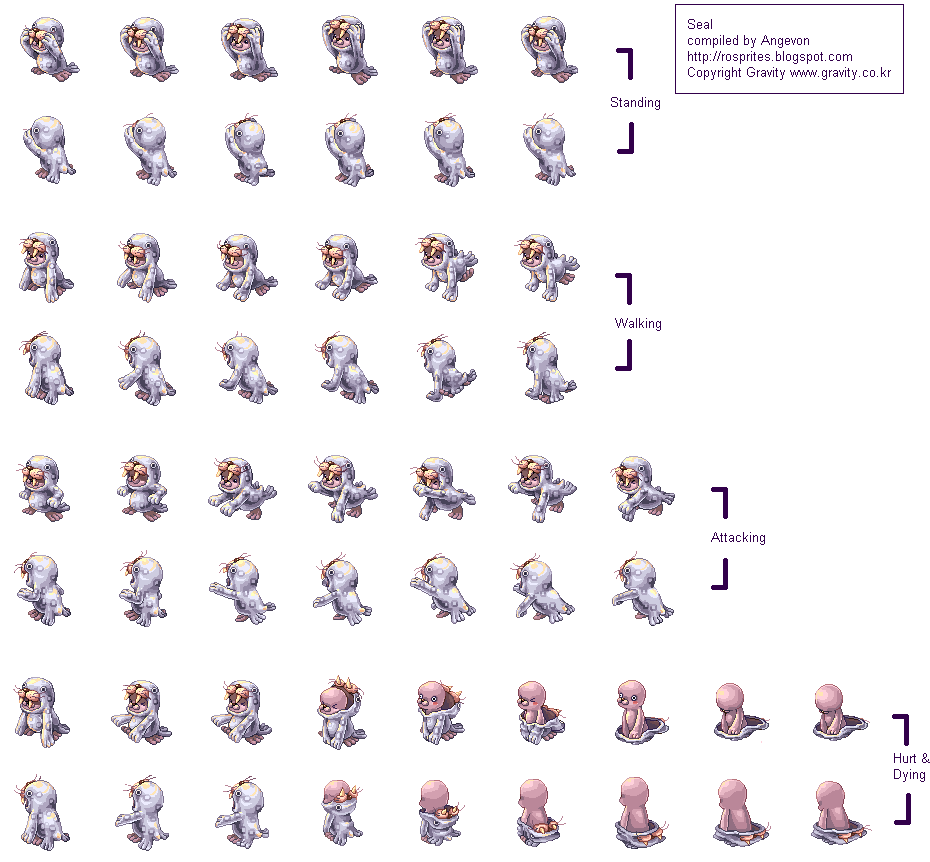 Seal
compiled by Angevon
http://rosprites.blogspot.com
Copyright Gravity www.gravity.co.kr
Standing
Walking
Attacking
Hurt &
Dying